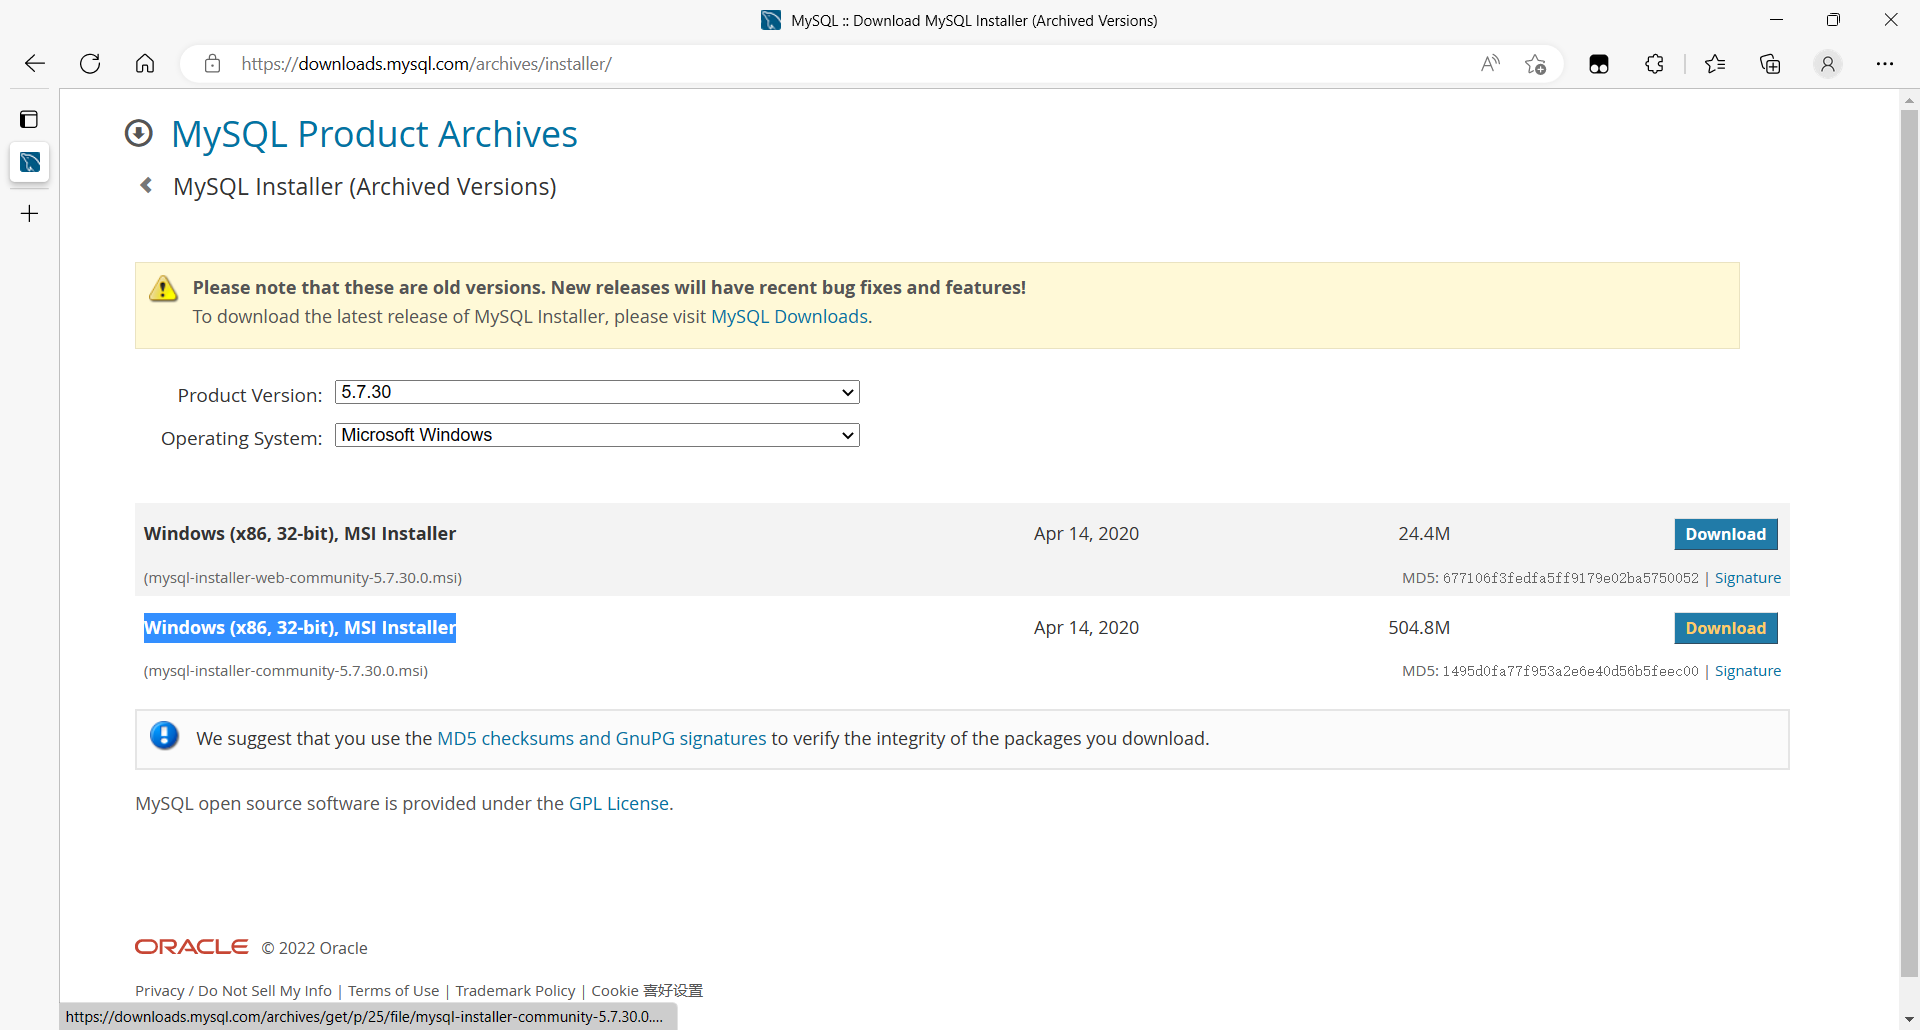 MySQL :: Download MySQL Installer (Archived Versions)
https://downloads.mysql.com/archives/installer/
MySQL Product Archives
MySQL Installer (Archived Versions)
Please note that these are old versions. New releases will have recent bug fixes and features!
To download the latest release of MySQL Installer, please visit MySQL Downloads.
Product Version: 5.7.30
Operating System: Microsoft Windows
Windows (x86, 32-bit), MSI Installer Apr 14, 2020 24.4M Download
(mysql-installer-web-community-5.7.30.0.msi) MD5: 677106f3fedfa5ff9179e02ba5750052 | Signature
Windows (x86, 32-bit), MSI Installer Apr 14, 2020 504.8M Download
(mysql-installer-community-5.7.30.0.msi) MD5: 1495d0fa77f953a2e6e40d56b5feec00 | Signature
We suggest that you use the MD5 checksums and GnuPG signatures to verify the integrity of the packages you download.
MySQL open source software is provided under the GPL License.
ORACLE © 2022 Oracle
Privacy / Do Not Sell My Info | Terms of Use | Trademark Policy | Cookie 喜好设置
https://downloads.mysql.com/archives/get/p/25/file/mysql-installer-community-5.7.30.0....